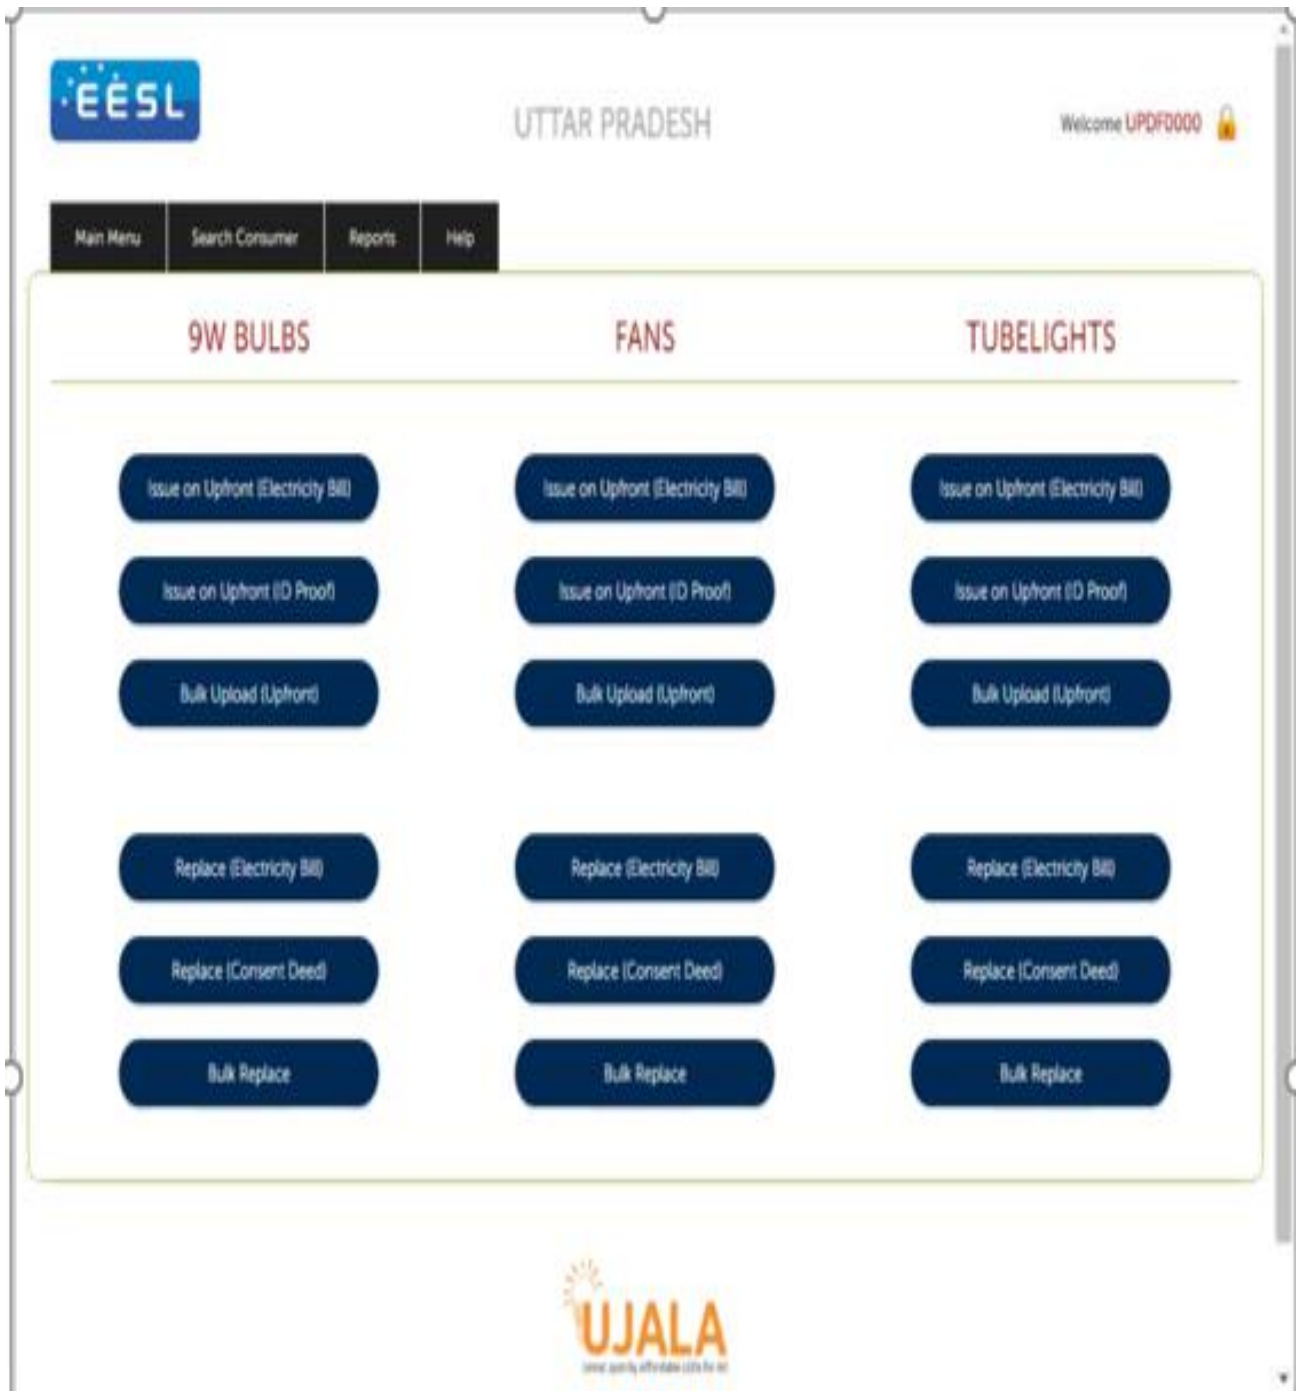 EESL
UTTAR PRADESH
Welcome UPDF0000
Main Menu Search Consumer Reports Help
9W BULBS FANS TUBELIGHTS
Issue on Upfront (Electricity Bill) Issue on Upfront (Electricity Bill) Issue on Upfront (Electricity Bill)
Issue on Upfront (ID Proof) Issue on Upfront (ID Proof) Issue on Upfront (ID Proof)
Bulk Upload (Upfront) Bulk Upload (Upfront) Bulk Upload (Upfront)
Replace (Electricity Bill) Replace (Electricity Bill) Replace (Electricity Bill)
Replace (Consent Deed) Replace (Consent Deed) Replace (Consent Deed)
Bulk Replace Bulk Replace Bulk Replace
UJALA
by affordable for